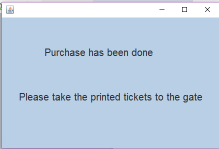 Purchase has been done
Please take the printed tickets to the gate